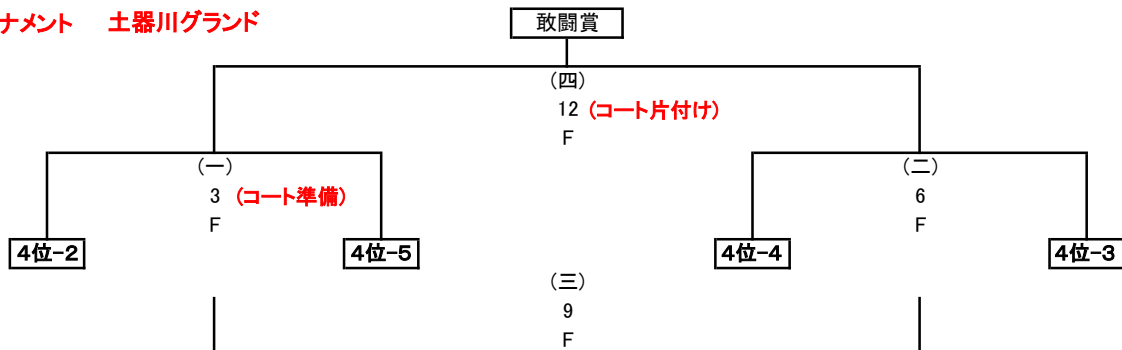 ナメント 土器川グランド
敢闘賞
(四)
12 (コート片付け)
F
(一)
(二)
3 (コート準備)
6
F
F
4位-2
4位-5
4位-4
4位-3
(三)
9
F